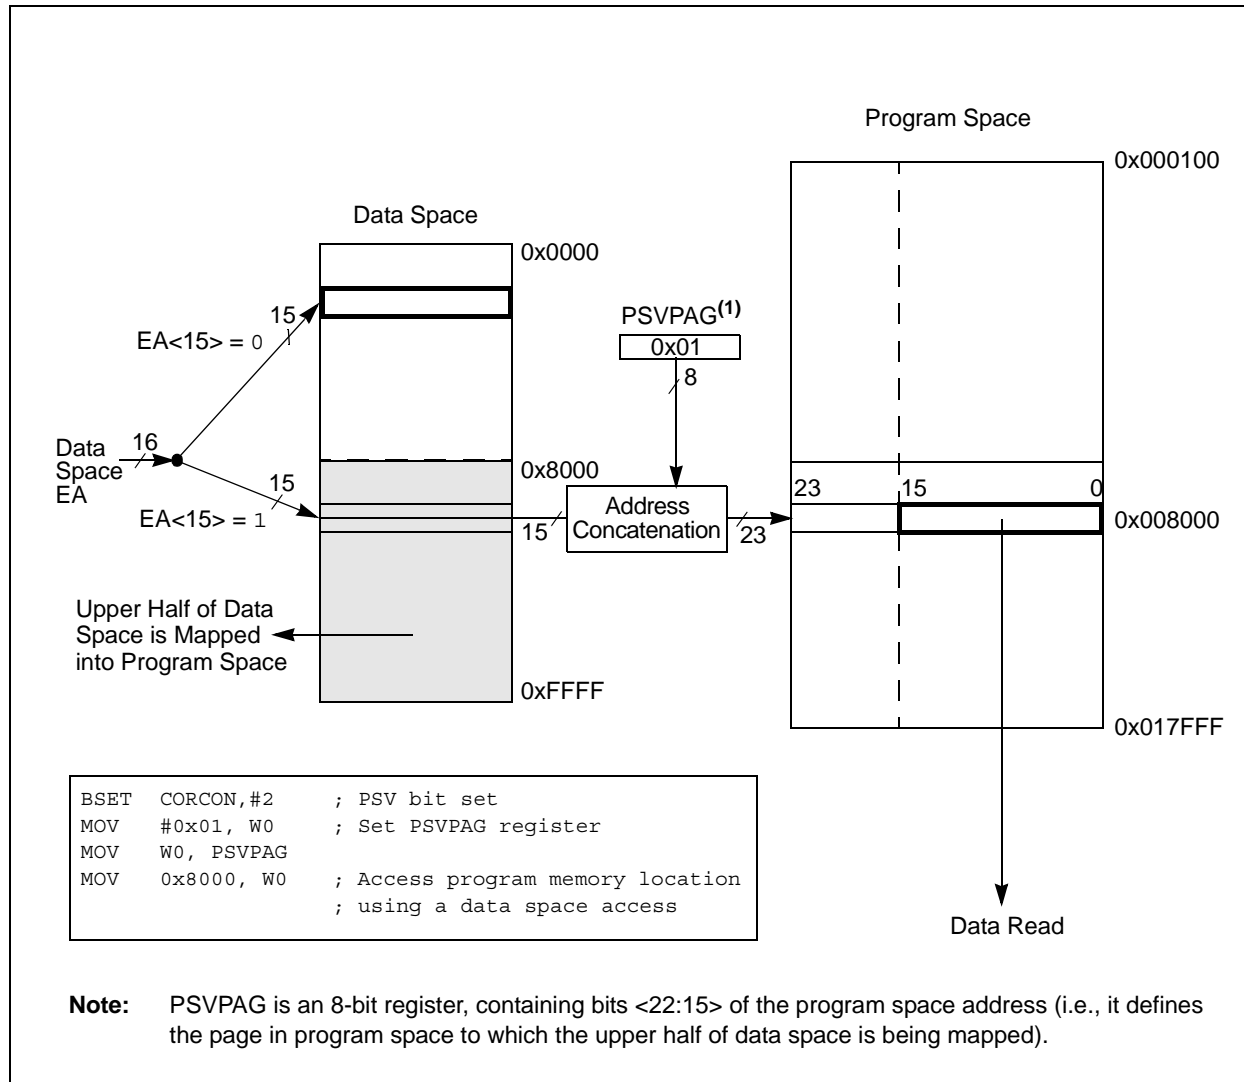 Program Space
0x000100
Data Space
0x0000
15
EA<15> = 0
PSVPAG(1)
0x01
8
Data
Space
EA
16
15
EA<15> = 1
0x8000
15
Address
Concatenation
23
23 15 0
0x008000
Upper Half of Data
Space is Mapped
into Program Space
0xFFFF
0x017FFF
BSET CORCON,#2 ; PSV bit set
MOV #0x01, W0 ; Set PSVPAG register
MOV W0, PSVPAG
MOV 0x8000, W0 ; Access program memory location
; using a data space access
Data Read
Note: PSVPAG is an 8-bit register, containing bits <22:15> of the program space address (i.e., it defines
the page in program space to which the upper half of data space is being mapped).